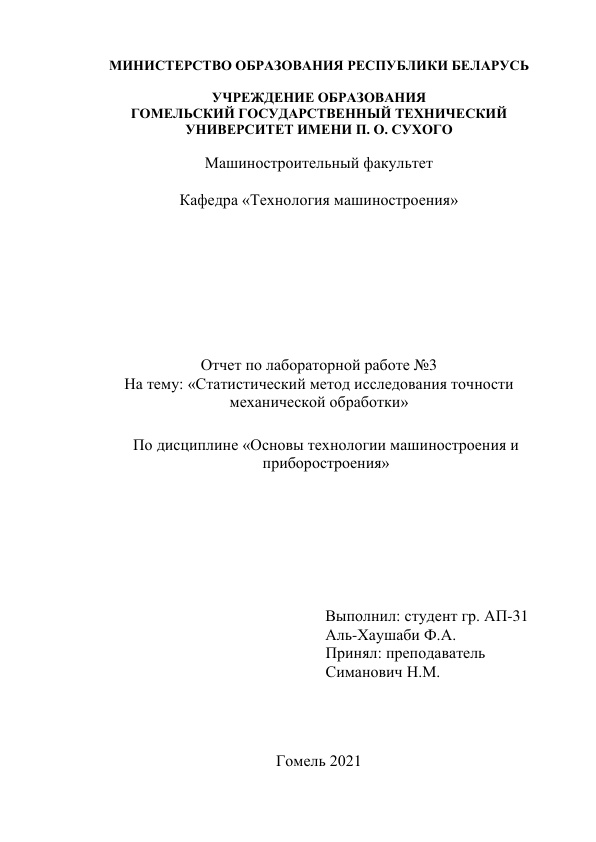 МИНИСТЕРСТВО ОБРАЗОВАНИЯ РЕСПУБЛИКИ БЕЛАРУСЬ
УЧРЕЖДЕНИЕ ОБРАЗОВАНИЯ
ГОМЕЛЬСКИЙ ГОСУДАРСТВЕННЫЙ ТЕХНИЧЕСКИЙ
УНИВЕРСИТЕТ ИМЕНИ П. О. СУХОГО
Машиностроительный факультет
Кафедра «Технология машиностроения»
Отчет по лабораторной работе №3
На тему: «Статистический метод исследования точности
механической обработки»
По дисциплине «Основы технологии машиностроения и
приборостроения»
Выполнил: студент гр. АП-31
Аль-Хаушаби Ф.А.
Принял: преподаватель
Симанович Н.М.
Гомель 2021